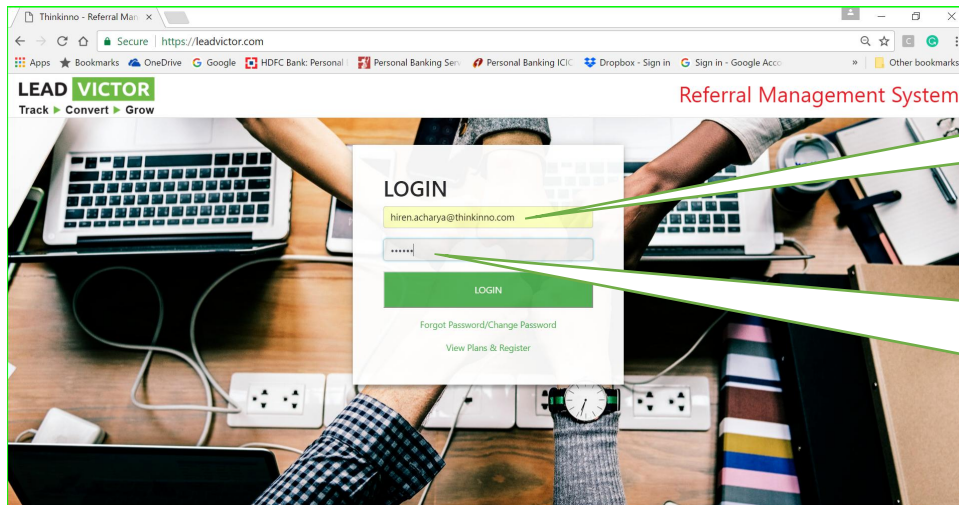 Thinkinno - Referral Man
Secure | https://leadvictor.com
Apps Bookmarks OneDrive Google HDFC Bank: Personal Personal Banking Serv Personal Banking ICIC Dropbox - Sign in Sign in - Google Acco » Other bookmarks
LEAD VICTOR
Track ▶ Convert ▶ Grow
Referral Management System
LOGIN
hiren.acharya@thinkinno.com
••••••
LOGIN
Forgot Password/Change Password
View Plans & Register